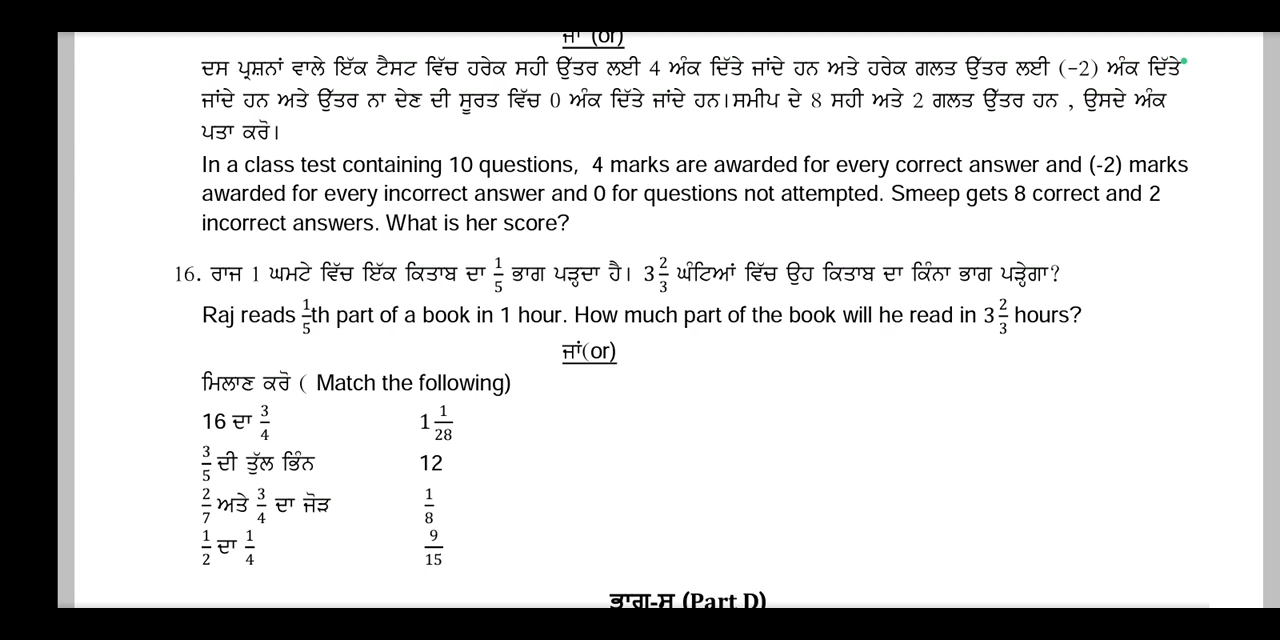 ਜਾਂ (or)
ਦਸ ਪ੍ਰਸ਼ਨਾਂ ਵਾਲੇ ਇੱਕ ਟੈਸਟ ਵਿੱਚ ਹਰੇਕ ਸਹੀ ਉੱਤਰ ਲਈ 4 ਅੰਕ ਦਿੱਤੇ ਜਾਂਦੇ ਹਨ ਅਤੇ ਹਰੇਕ ਗਲਤ ਉੱਤਰ ਲਈ (-2) ਅੰਕ ਦਿੱਤੇ
ਜਾਂਦੇ ਹਨ ਅਤੇ ਉੱਤਰ ਨਾ ਦੇਣ ਦੀ ਸੂਰਤ ਵਿੱਚ 0 ਅੰਕ ਦਿੱਤੇ ਜਾਂਦੇ ਹਨ।ਸਮੀਪ ਦੇ 8 ਸਹੀ ਅਤੇ 2 ਗਲਤ ਉੱਤਰ ਹਨ , ਉਸਦੇ ਅੰਕ
ਪਤਾ ਕਰੋ।
In a class test containing 10 questions, 4 marks are awarded for every correct answer and (-2) marks
awarded for every incorrect answer and 0 for questions not attempted. Smeep gets 8 correct and 2
incorrect answers. What is her score?
16. ਰਾਜ 1 ਘਮਟੇ ਵਿੱਚ ਇੱਕ ਕਿਤਾਬ ਦਾ 1/5 ਭਾਗ ਪੜ੍ਹਦਾ ਹੈ। 3 2/3 ਘੰਟਿਆਂ ਵਿੱਚ ਉਹ ਕਿਤਾਬ ਦਾ ਕਿੰਨਾ ਭਾਗ ਪੜ੍ਹੇਗਾ?
Raj reads 1/5th part of a book in 1 hour. How much part of the book will he read in 3 2/3 hours?
ਜਾਂ(or)
ਮਿਲਾਣ ਕਰੋ ( Match the following)
16 ਦਾ 3/4 1 1/28
3/5 ਦੀ ਤੁੱਲ ਭਿੰਨ 12
2/7 ਅਤੇ 3/4 ਦਾ ਜੋੜ 1/8
1/2 ਦਾ 1/4 9/15
ਭਾਗ-ਸ (Part D)